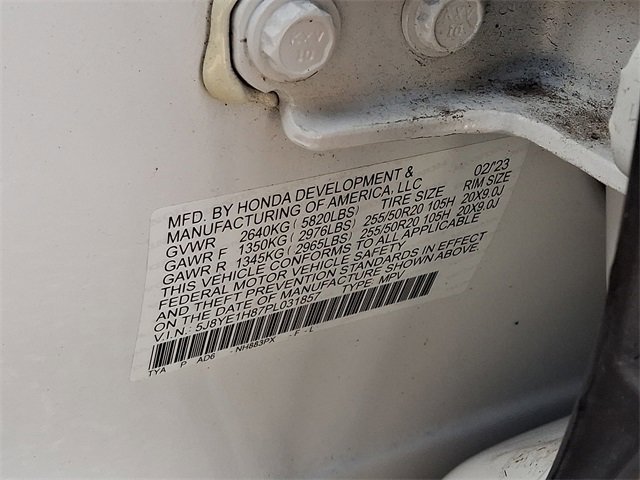 MFD. BY HONDA DEVELOPMENT & 02/'23
MANUFACTURING OF AMERICA, LLC TIRE SIZE RIM SIZE
GVWR 2640KG ( 5820LBS)
GAWR F 1350KG ( 2976LBS) 255/50R20 105H 20X9.0J
GAWR R 1345KG ( 2965LBS) 255/50R20 105H 20X9.0J
THIS VEHICLE CONFORMS TO ALL APPLICABLE
FEDERAL MOTOR VEHICLE SAFETY
AND THEFT PREVENTION STANDARDS IN EFFECT
ON THE DATE OF MANUFACTURE SHOWN ABOVE.
V.I.N.: 5J8YE1H87PL031857 TYPE: MPV
TYA P AD6 - NH883PX - F - L